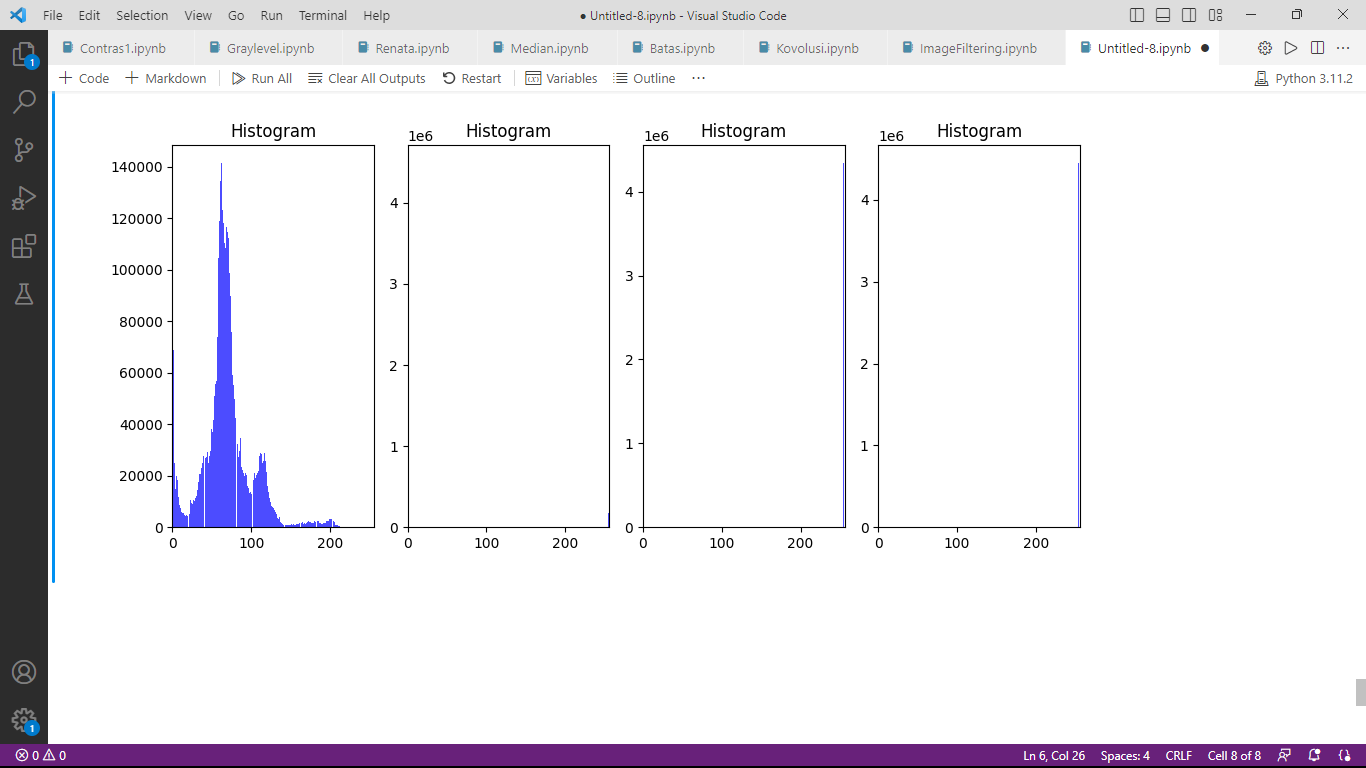 File Edit Selection View Go Run Terminal Help ● Untitled-8.ipynb - Visual Studio Code
Contras1.ipynb Graylevel.ipynb Renata.ipynb Median.ipynb Batas.ipynb Kovolusi.ipynb ImageFiltering.ipynb Untitled-8.ipynb ●
+ Code + Markdown Run All Clear All Outputs Restart Variables Outline ··· Python 3.11.2
1
Histogram
140000
120000
100000
80000
60000
40000
20000
0
0 100 200
Histogram
1e6
4
3
2
1
0
0 100 200
Histogram
1e6
4
3
2
1
0
0 100 200
Histogram
1e6
4
3
2
1
0
0 100 200
1
0 0 Ln 6, Col 26 Spaces: 4 CRLF Cell 8 of 8